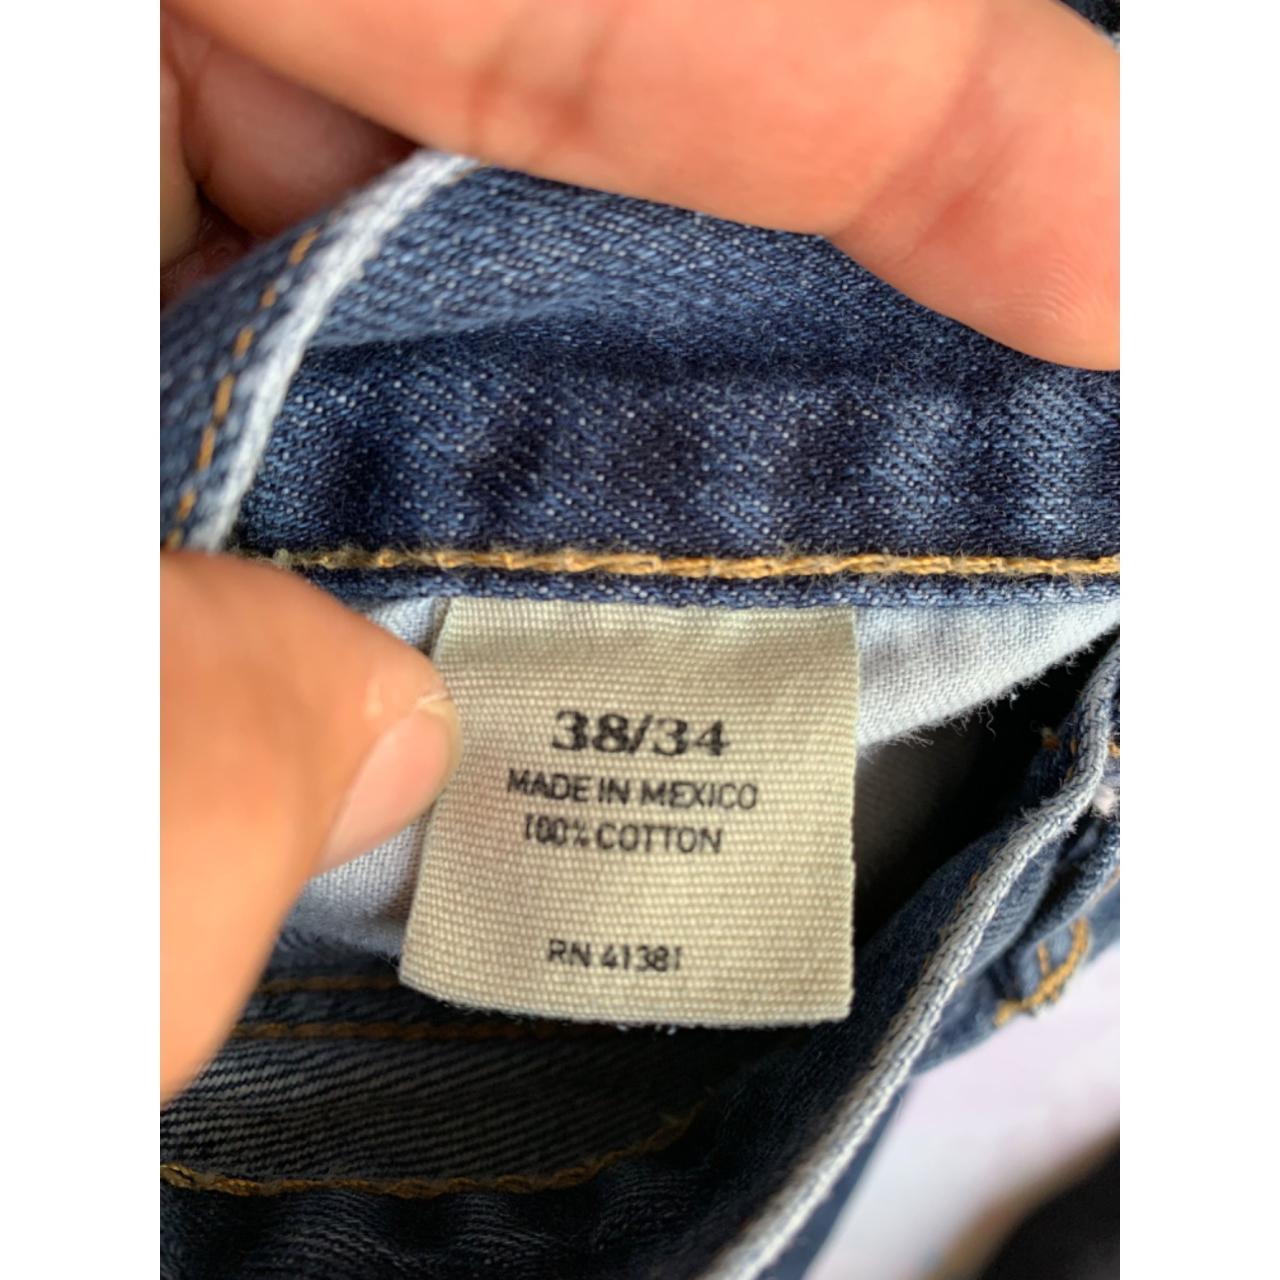 38/34
MADE IN MEXICO
100% COTTON
RN 41381